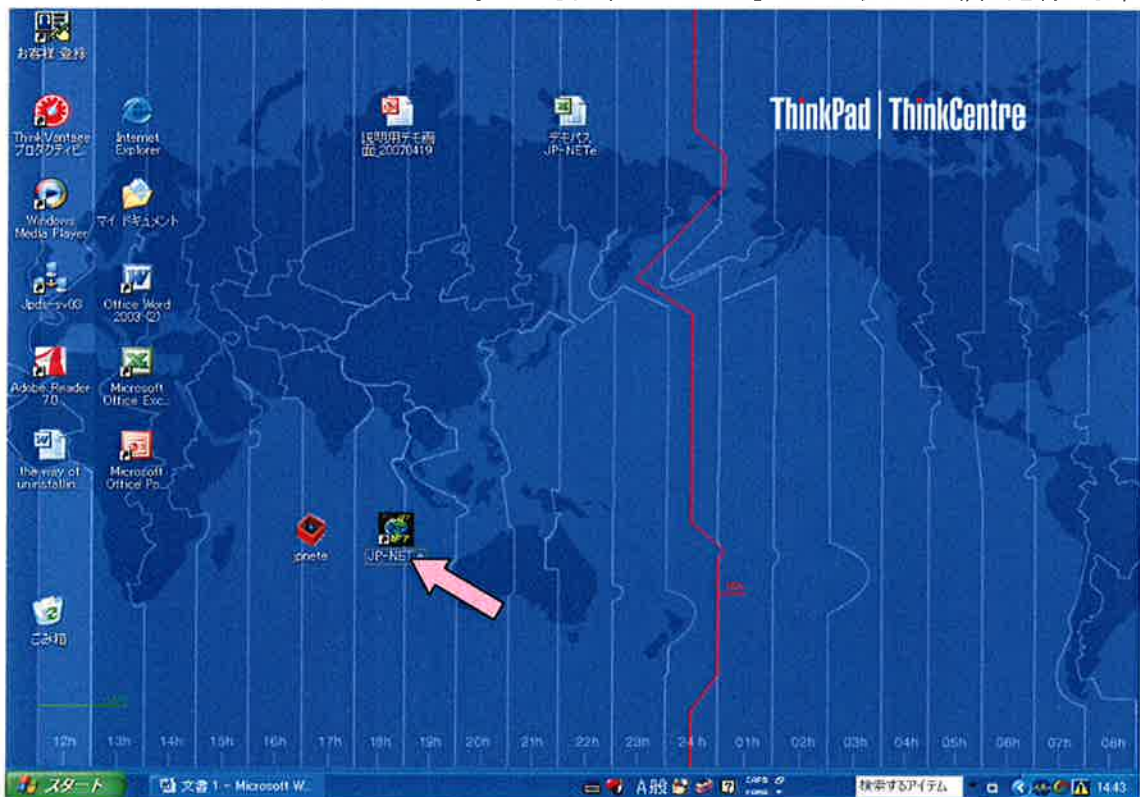 お客様 登録
ThinkPad | ThinkCentre
ThinkVantage
プロダクティビ...
Internet
Explorer
説明用デモ画
面_20070419
デモパス
JP-NETe
Windows
Media Player
マイ ドキュメント
Jpds-sv03
Office Word
2003 (2)
Adobe Reader
7.0
Microsoft
Office Exc...
the way of
uninstallin...
Microsoft
Office Po...
jpnete
JP-NET
ごみ箱
12h 13h 14h 15h 16h 17h 18h 19h 20h 21h 22h 23h 24h 01h 02h 03h 04h 05h 06h 07h 08h
スタート
文書 1 - Microsoft W...
A般
CAPS
KANA
検索するアイテム
14:43